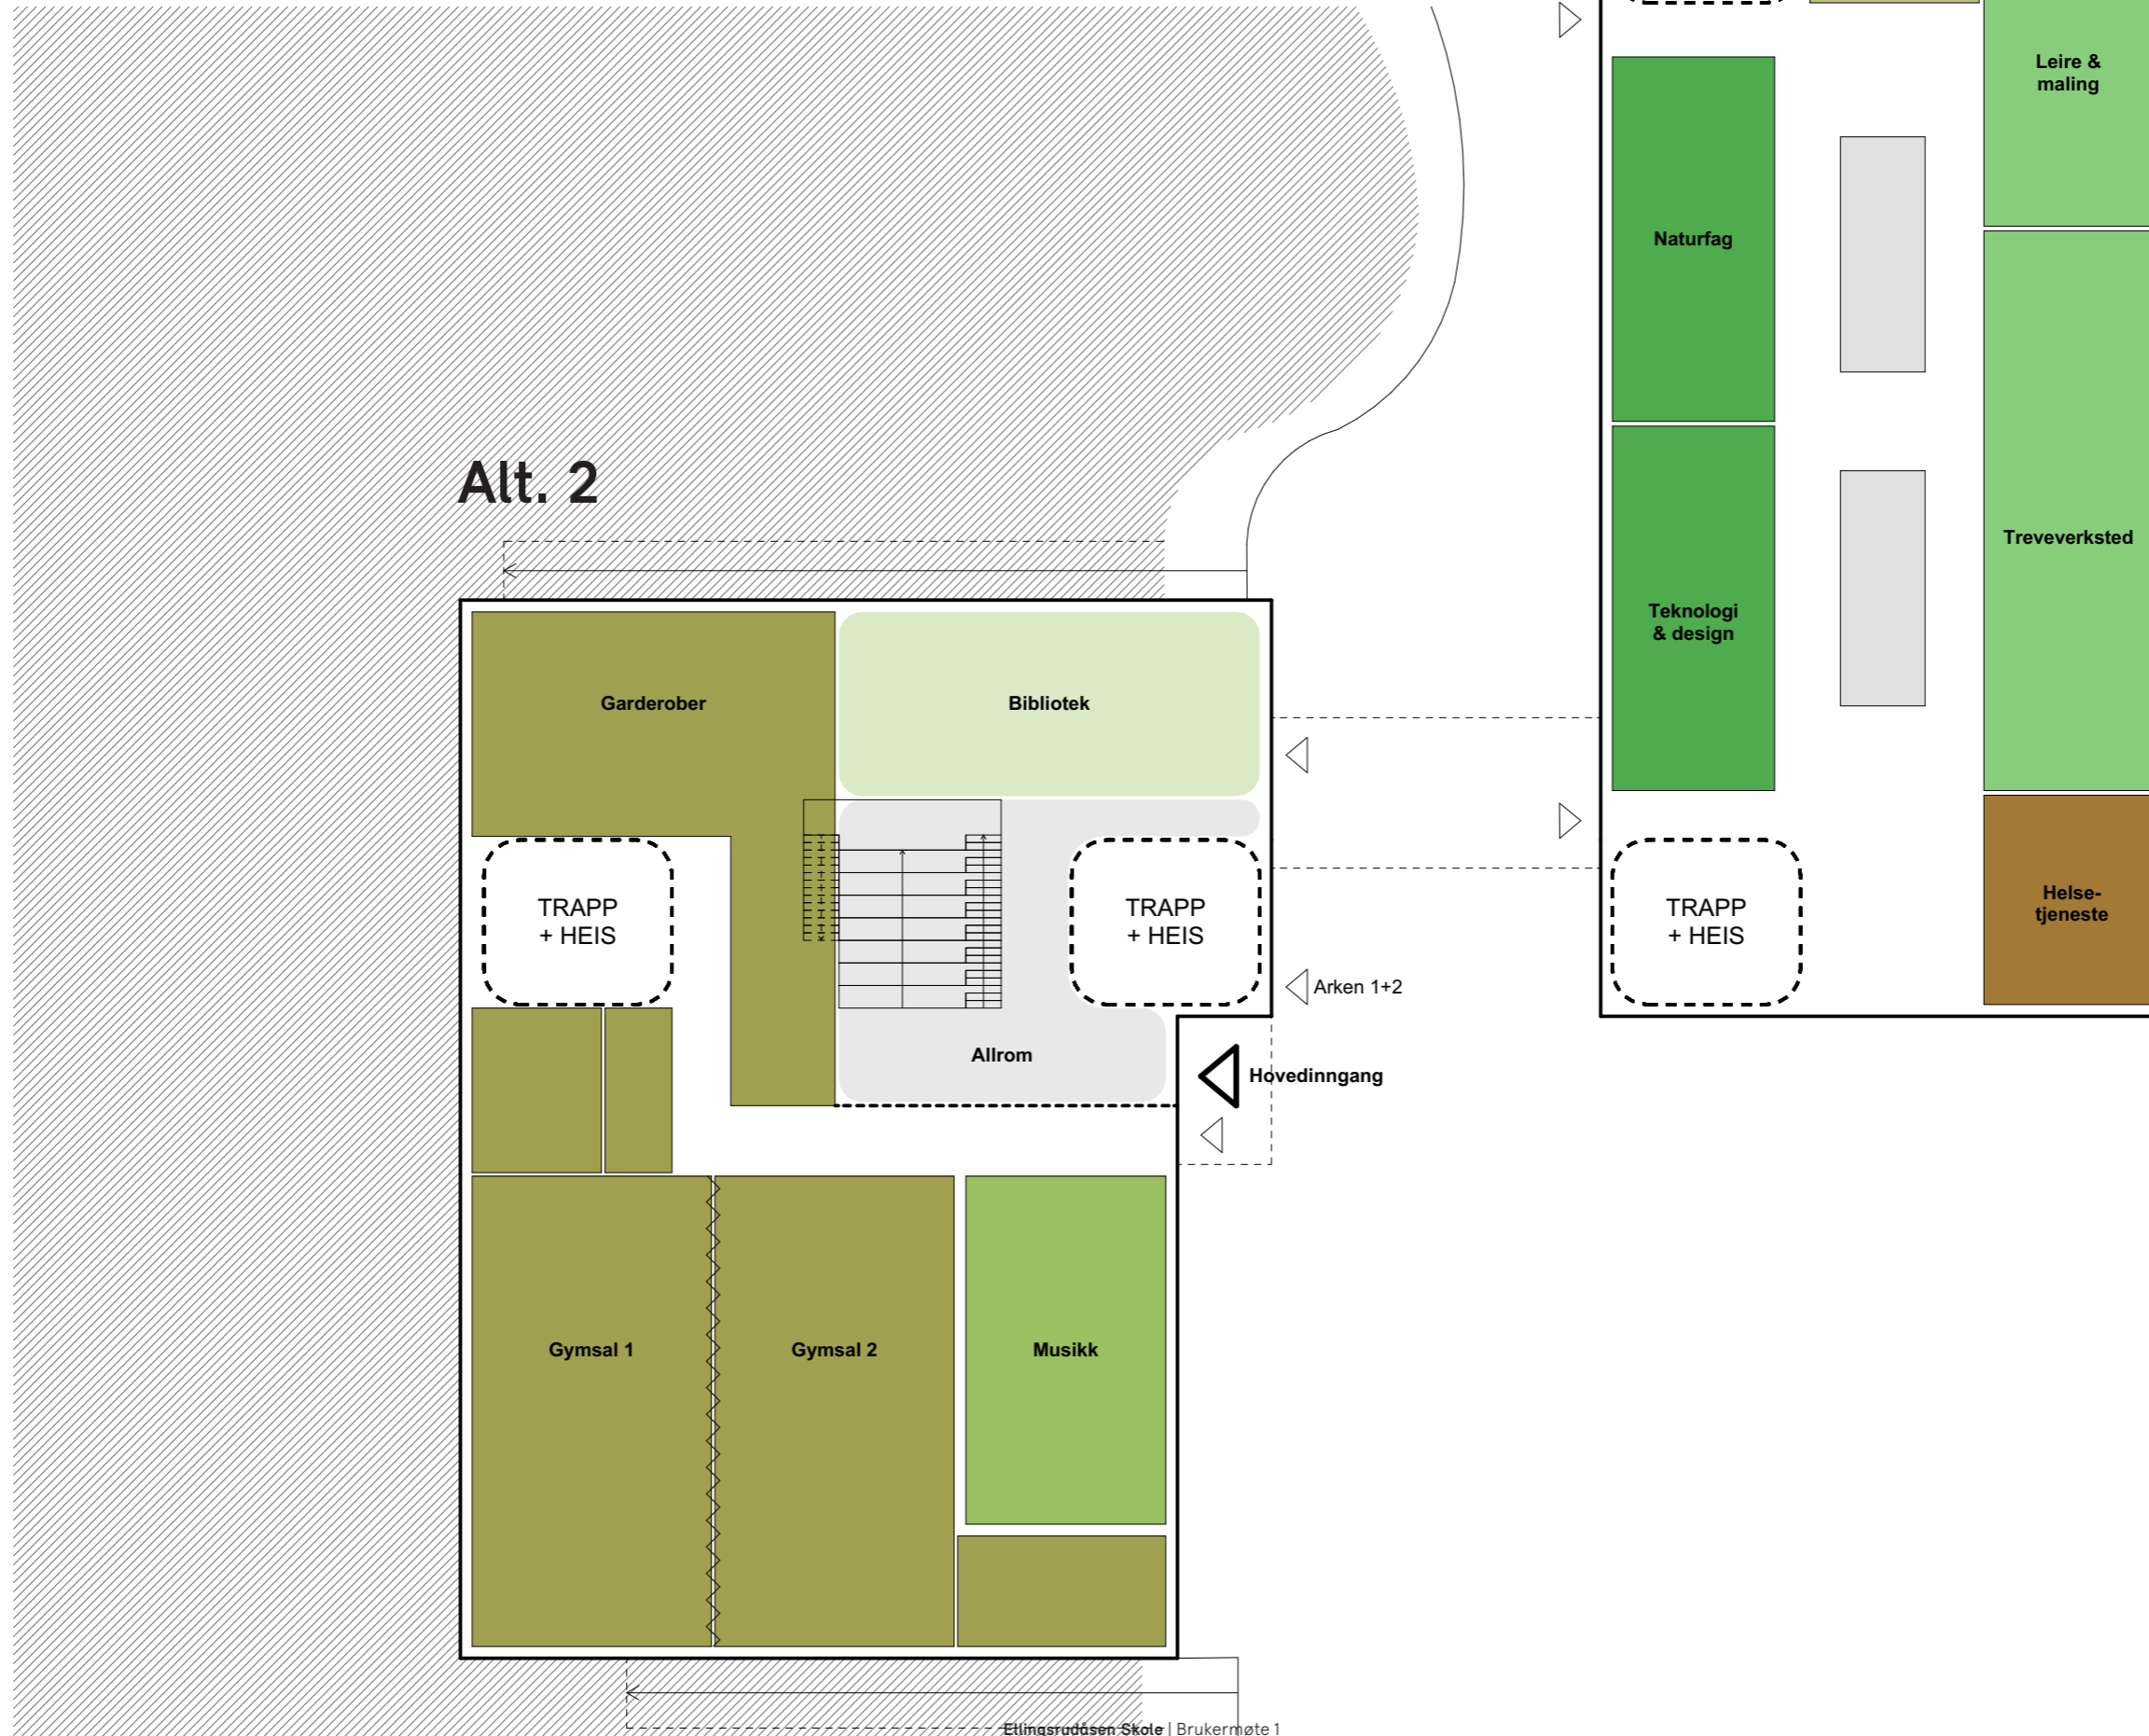 Leire &
maling
Naturfag
Alt. 2
Treveverksted
Teknologi
& design
Garderober
Bibliotek
TRAPP
+ HEIS
TRAPP
+ HEIS
TRAPP
+ HEIS
Helse-
tjeneste
Arken 1+2
Allrom
Hovedinngang
Gymsal 1
Gymsal 2
Musikk
Ellingsrudåsen Skole | Brukermøte 1